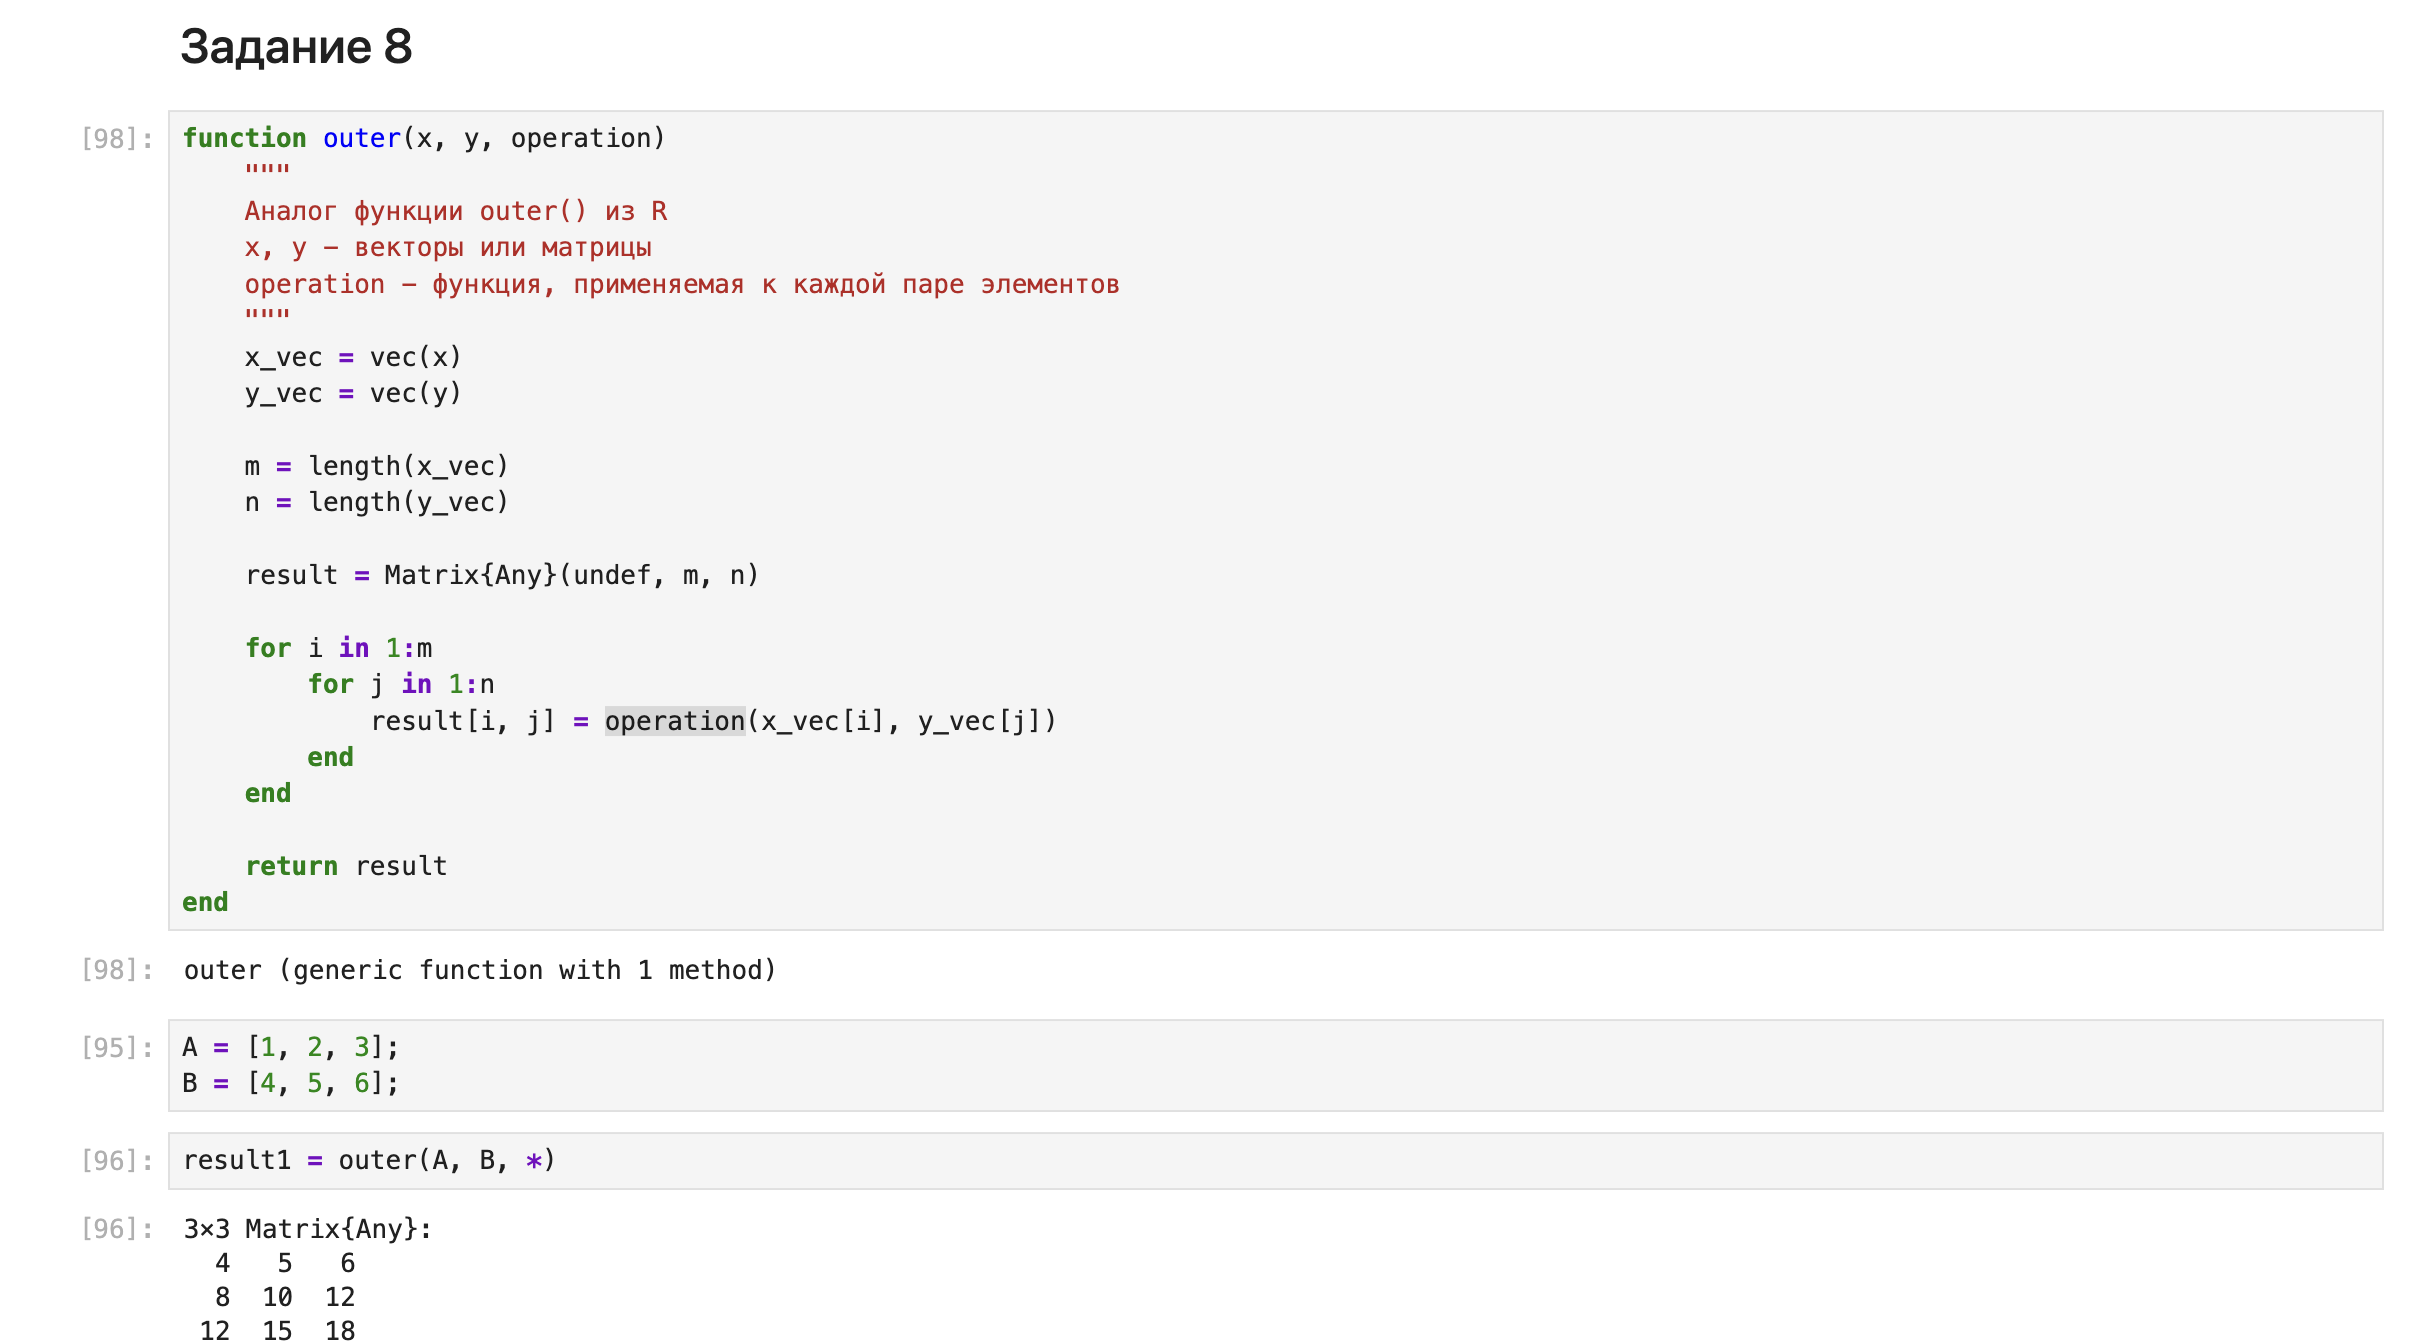 Задание 8
[98]: function outer(x, y, operation)
"""
Аналог функции outer() из R
x, y – векторы или матрицы
operation – функция, применяемая к каждой паре элементов
"""
x_vec = vec(x)
y_vec = vec(y)
m = length(x_vec)
n = length(y_vec)
result = Matrix{Any}(undef, m, n)
for i in 1:m
for j in 1:n
result[i, j] = operation(x_vec[i], y_vec[j])
end
end
return result
end
[98]: outer (generic function with 1 method)
[95]: A = [1, 2, 3];
B = [4, 5, 6];
[96]: result1 = outer(A, B, *)
[96]: 3×3 Matrix{Any}:
4 5 6
8 10 12
12 15 18